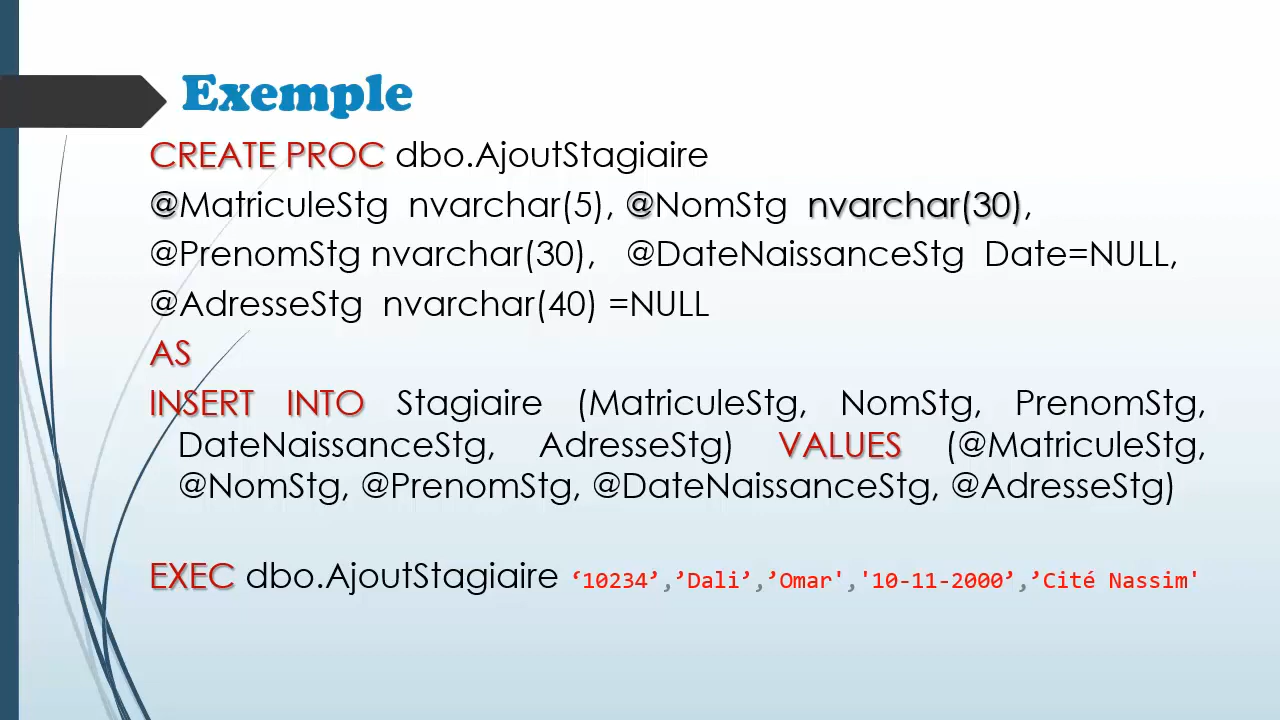 Exemple
CREATE PROC dbo.AjoutStagiaire
@MatriculeStg nvarchar(5), @NomStg nvarchar(30),
@PrenomStg nvarchar(30), @DateNaissanceStg Date=NULL,
@AdresseStg nvarchar(40) =NULL
AS
INSERT INTO Stagiaire (MatriculeStg, NomStg, PrenomStg,
DateNaissanceStg, AdresseStg) VALUES (@MatriculeStg,
@NomStg, @PrenomStg, @DateNaissanceStg, @AdresseStg)
EXEC dbo.AjoutStagiaire ‘10234’,’Dali’,’Omar','10-11-2000’,’Cité Nassim'